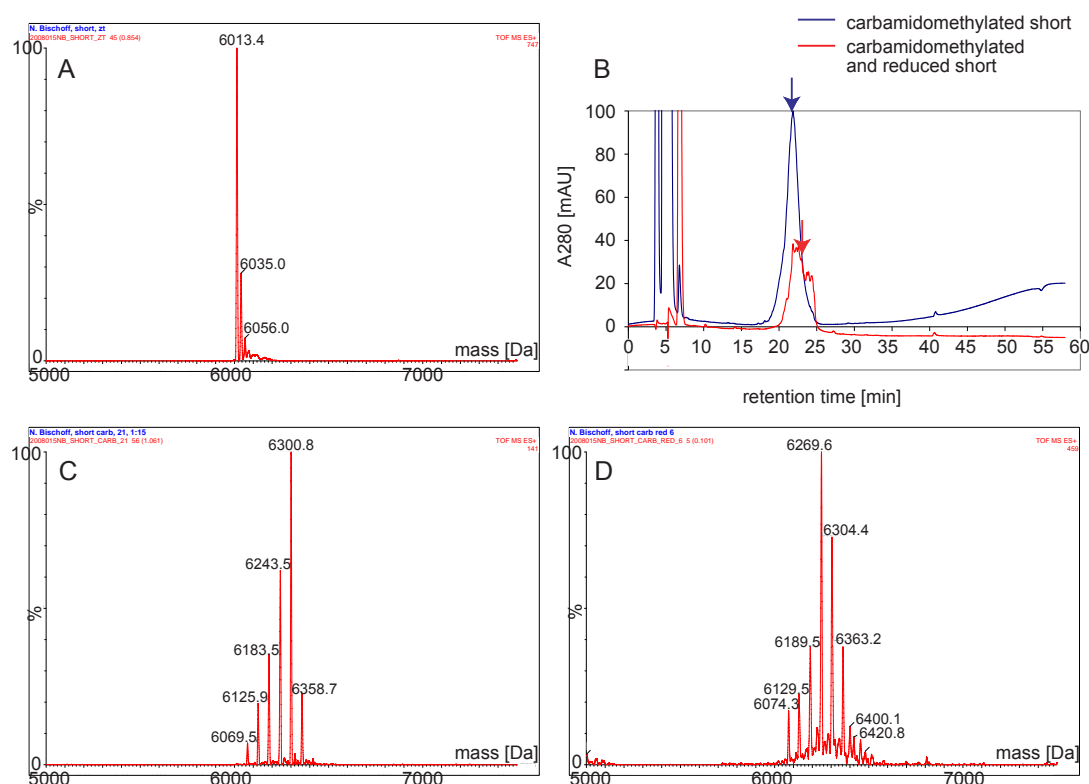 carbamidomethylated short
carbamidomethylated
and reduced short
N. Bischoff, short, zt
2008015NB_SHORT_ZT 45 (0.854)
TOF MS ES+
747
A
100
%
0
6013.4
6035.0
6056.0
mass [Da]
5000
6000
7000
B
A280 [mAU]
100
80
60
40
20
0
0 5 10 15 20 25 30 35 40 45 50 55 60
retention time [min]
N. Bischoff, short carb, 21, 1:15
2008015NB_SHORT_CARB_21 56 (1.061)
TOF MS ES+
141
C
100
%
0
6300.8
6243.5
6183.5
6125.9
6069.5
6358.7
mass [Da]
5000
6000
7000
N. Bischoff, short carb red 6
2008015NB_SHORT_CARB_RED_6 5 (0.101)
TOF MS ES+
459
D
100
%
0
6269.6
6304.4
6363.2
6189.5
6129.5
6074.3
6400.1
6420.8
mass [Da]
5000
6000
7000